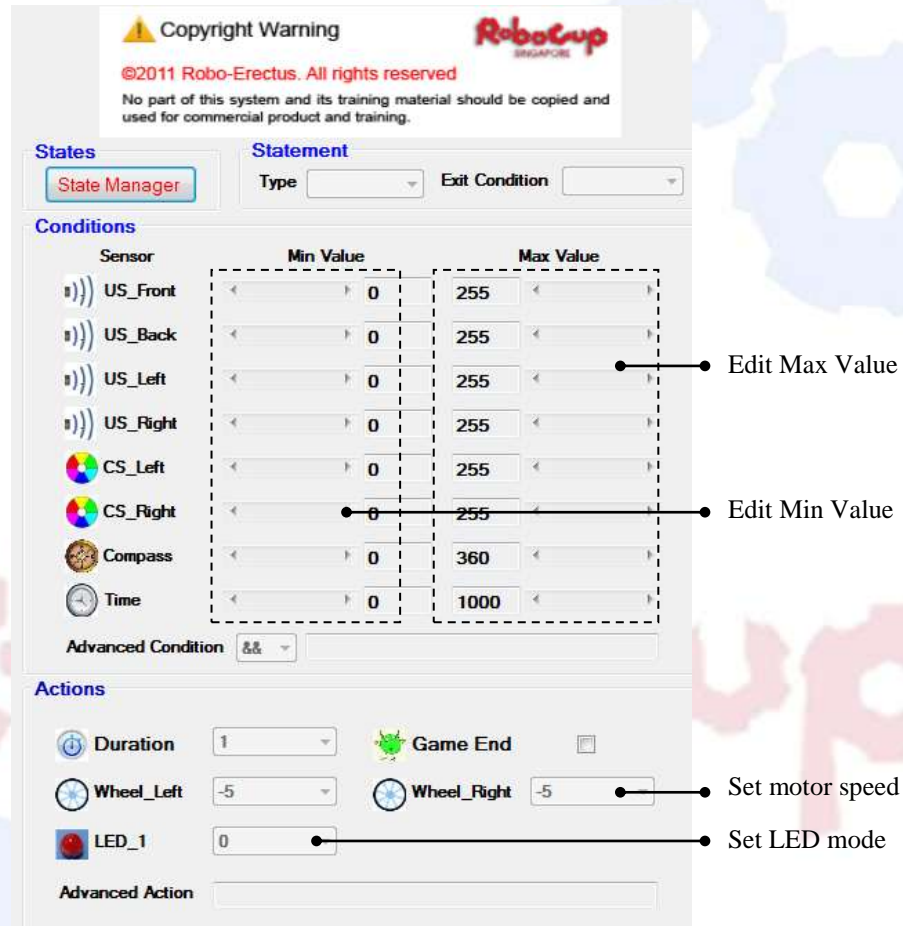 Copyright Warning
RoboCup
SINGAPORE
©2011 Robo-Erectus. All rights reserved
No part of this system and its training material should be copied and
used for commercial product and training.
States
Statement
State Manager
Type
Exit Condition
Conditions
Sensor Min Value Max Value
US_Front 0 255
US_Back 0 255
US_Left 0 255
Edit Max Value
US_Right 0 255
CS_Left 0 255
CS_Right 0 255
Edit Min Value
Compass 0 360
Time 0 1000
Advanced Condition &&
Actions
Duration 1 Game End
Wheel_Left -5 Wheel_Right -5
Set motor speed
LED_1 0
Set LED mode
Advanced Action